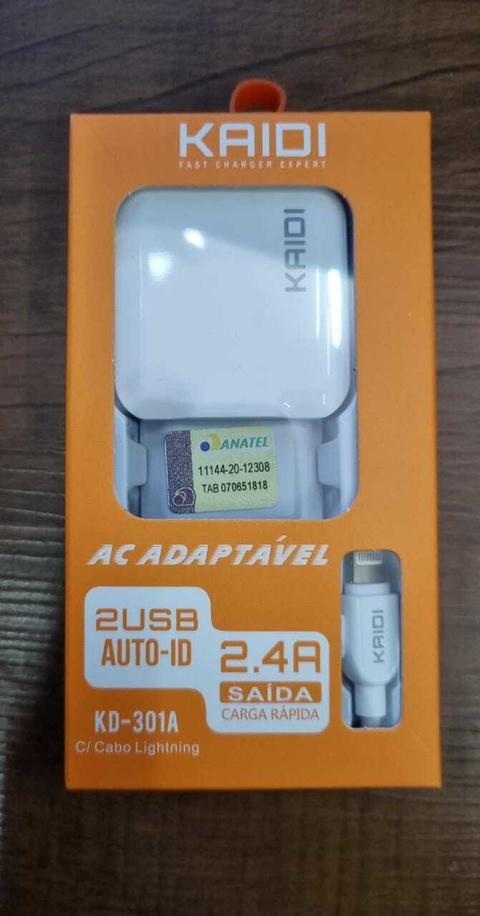 KAIDI
FAST CHARGER EXPERT
KAIDI
ANATEL
11144-20-12308
TAB 070651818
AC ADAPTÁVEL
2USB
AUTO-ID
2.4A
SAÍDA
CARGA RÁPIDA
KD-301A
C/ Cabo Lightning
KAIDI